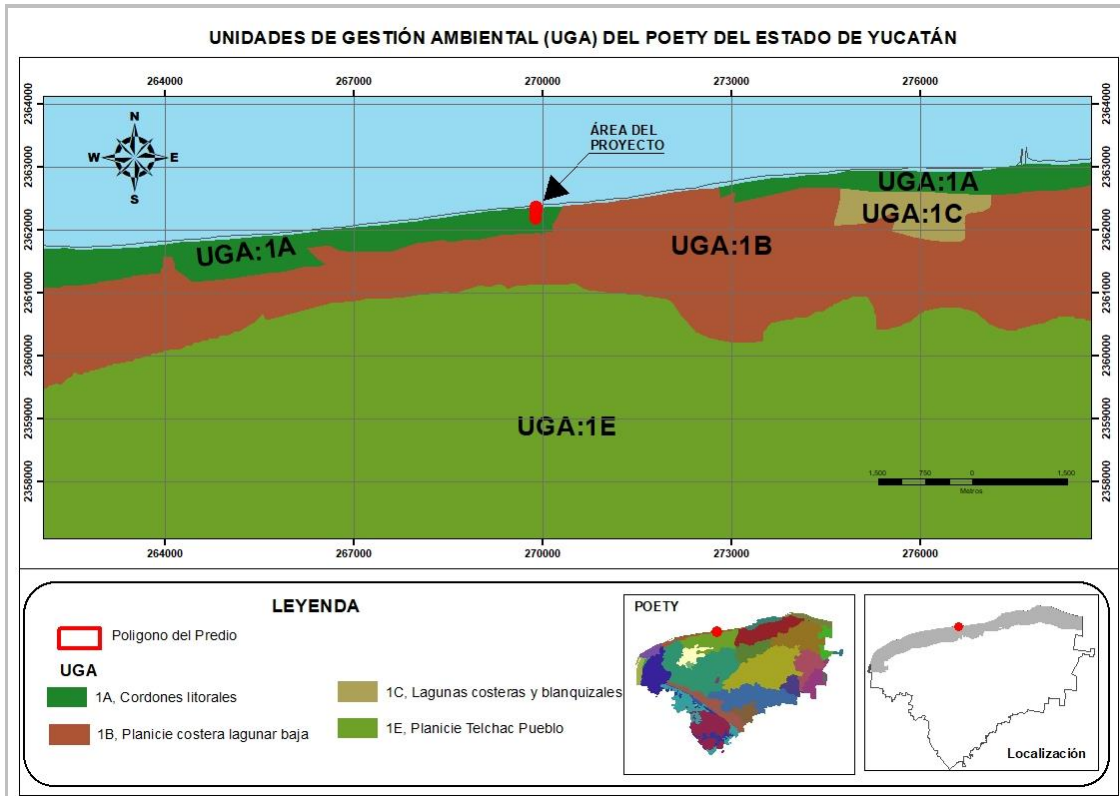 UNIDADES DE GESTIÓN AMBIENTAL (UGA) DEL POETY DEL ESTADO DE YUCATÁN
264000 267000 270000 273000 276000
2364000 2364000
N
W E
S
ÁREA DEL
PROYECTO
2363000 2363000
UGA:1A
UGA:1C
2362000 2362000
UGA:1A
UGA:1B
2361000 2361000
2360000 2360000
2359000 2359000
UGA:1E
2358000 2358000
1,500 750 0 1,500
Metros
264000 267000 270000 273000 276000
LEYENDA
Poligono del Predio
UGA
1A, Cordones litorales
1B, Planicie costera lagunar baja
1C, Lagunas costeras y blanquizales
1E, Planicie Telchac Pueblo
POETY
Localización